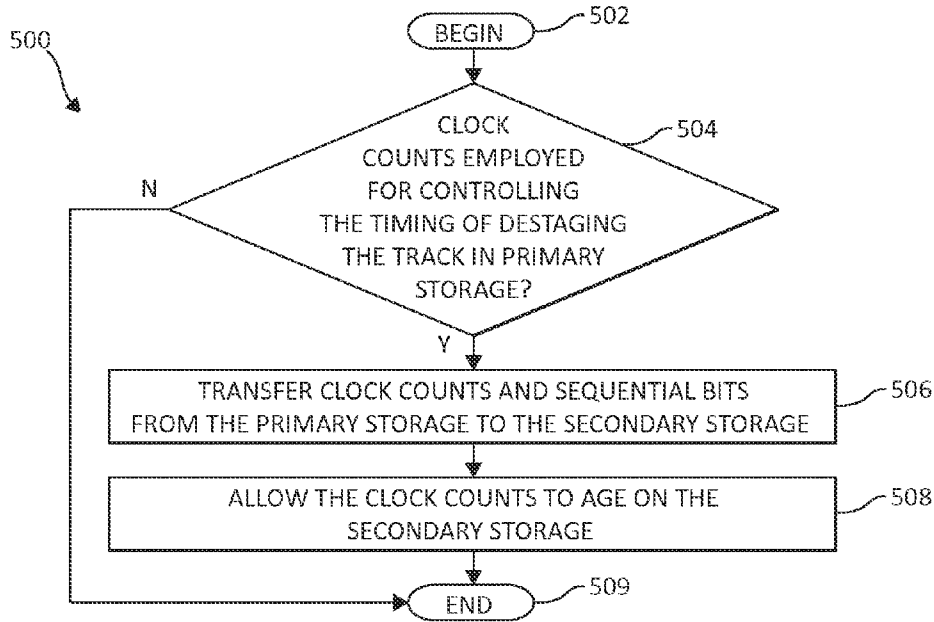 500
BEGIN
502
CLOCK
COUNTS EMPLOYED
FOR CONTROLLING
THE TIMING OF DESTAGING
THE TRACK IN PRIMARY
STORAGE?
504
N
Y
TRANSFER CLOCK COUNTS AND SEQUENTIAL BITS
FROM THE PRIMARY STORAGE TO THE SECONDARY STORAGE
506
ALLOW THE CLOCK COUNTS TO AGE ON THE
SECONDARY STORAGE
508
END
509